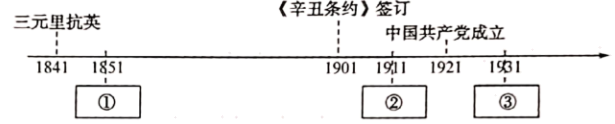 《辛丑条约》签订
三元里抗英
中国共产党成立
1841 1851 1901 1911 1921 1931
① ② ③